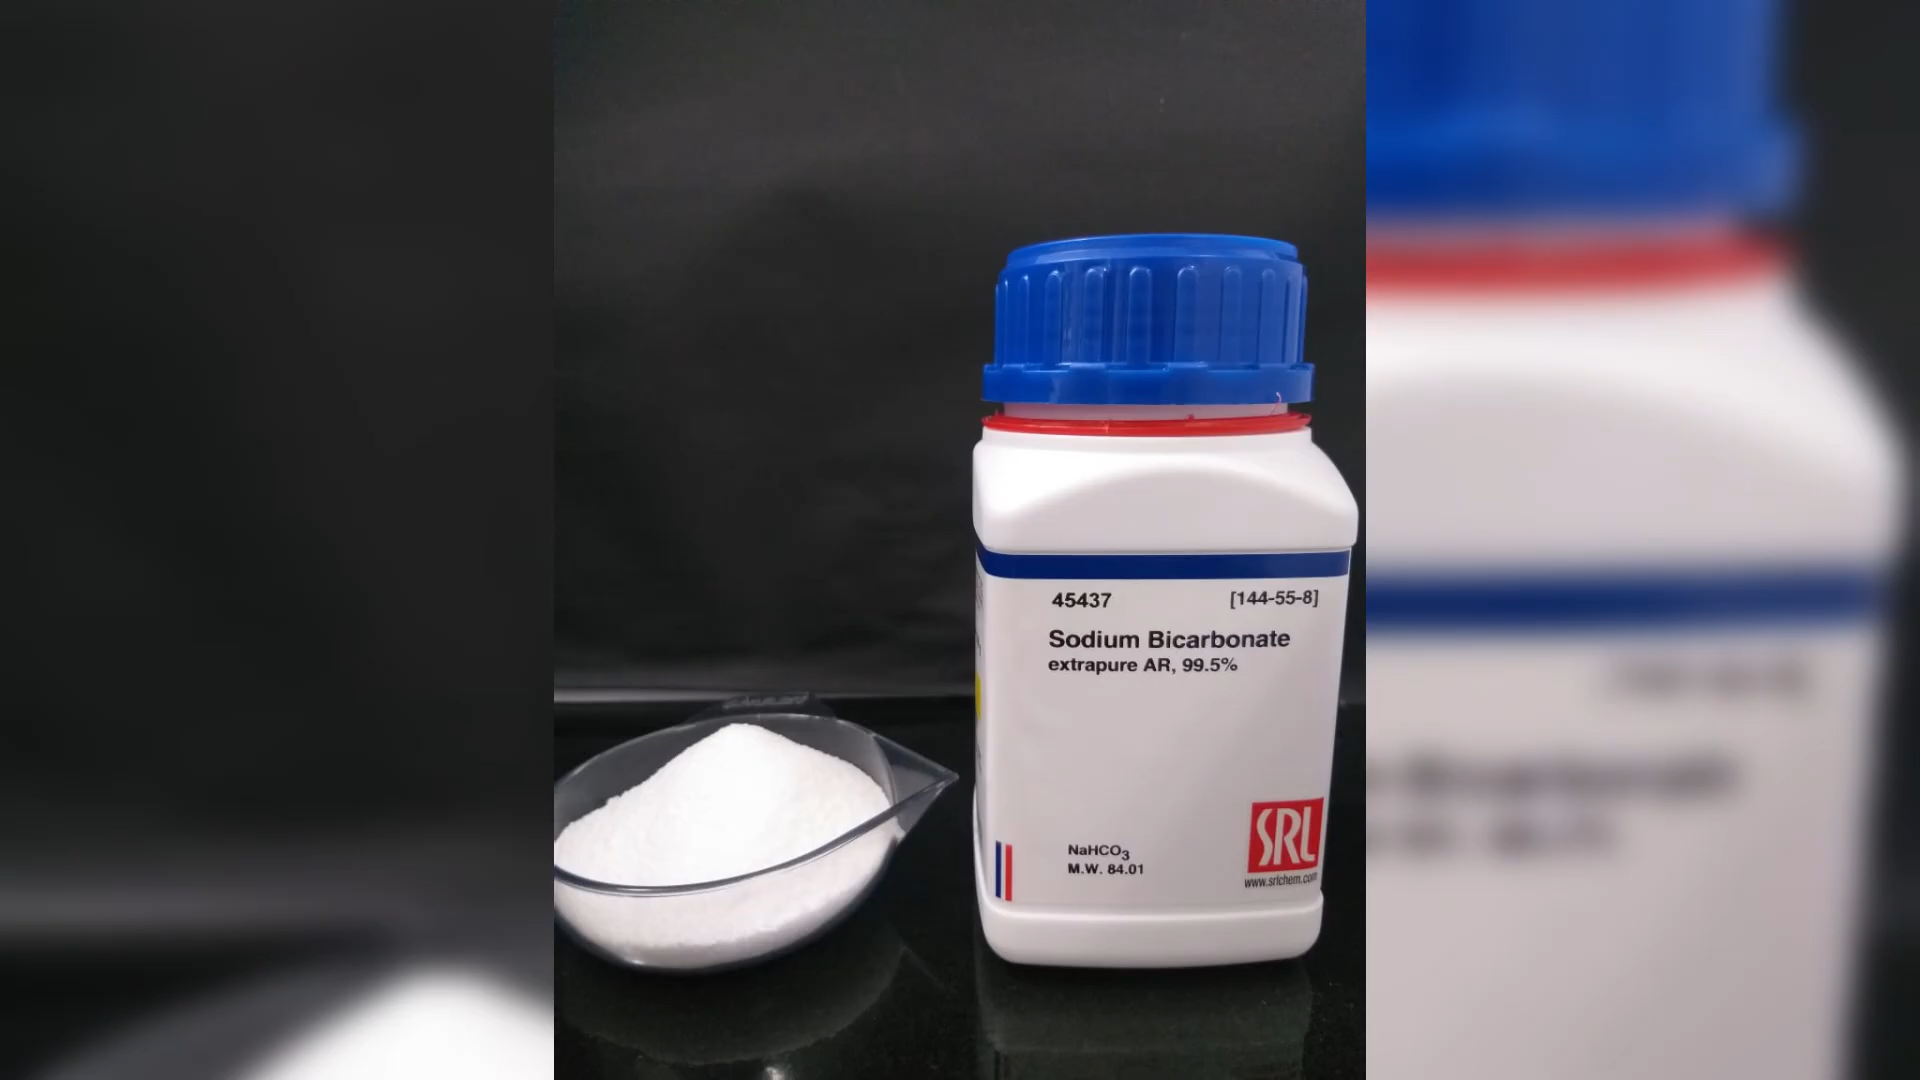 45437 [144-55-8]
Sodium Bicarbonate
extrapure AR, 99.5%
NaHCO₃
M.W. 84.01
SRL
www.srlchem.com